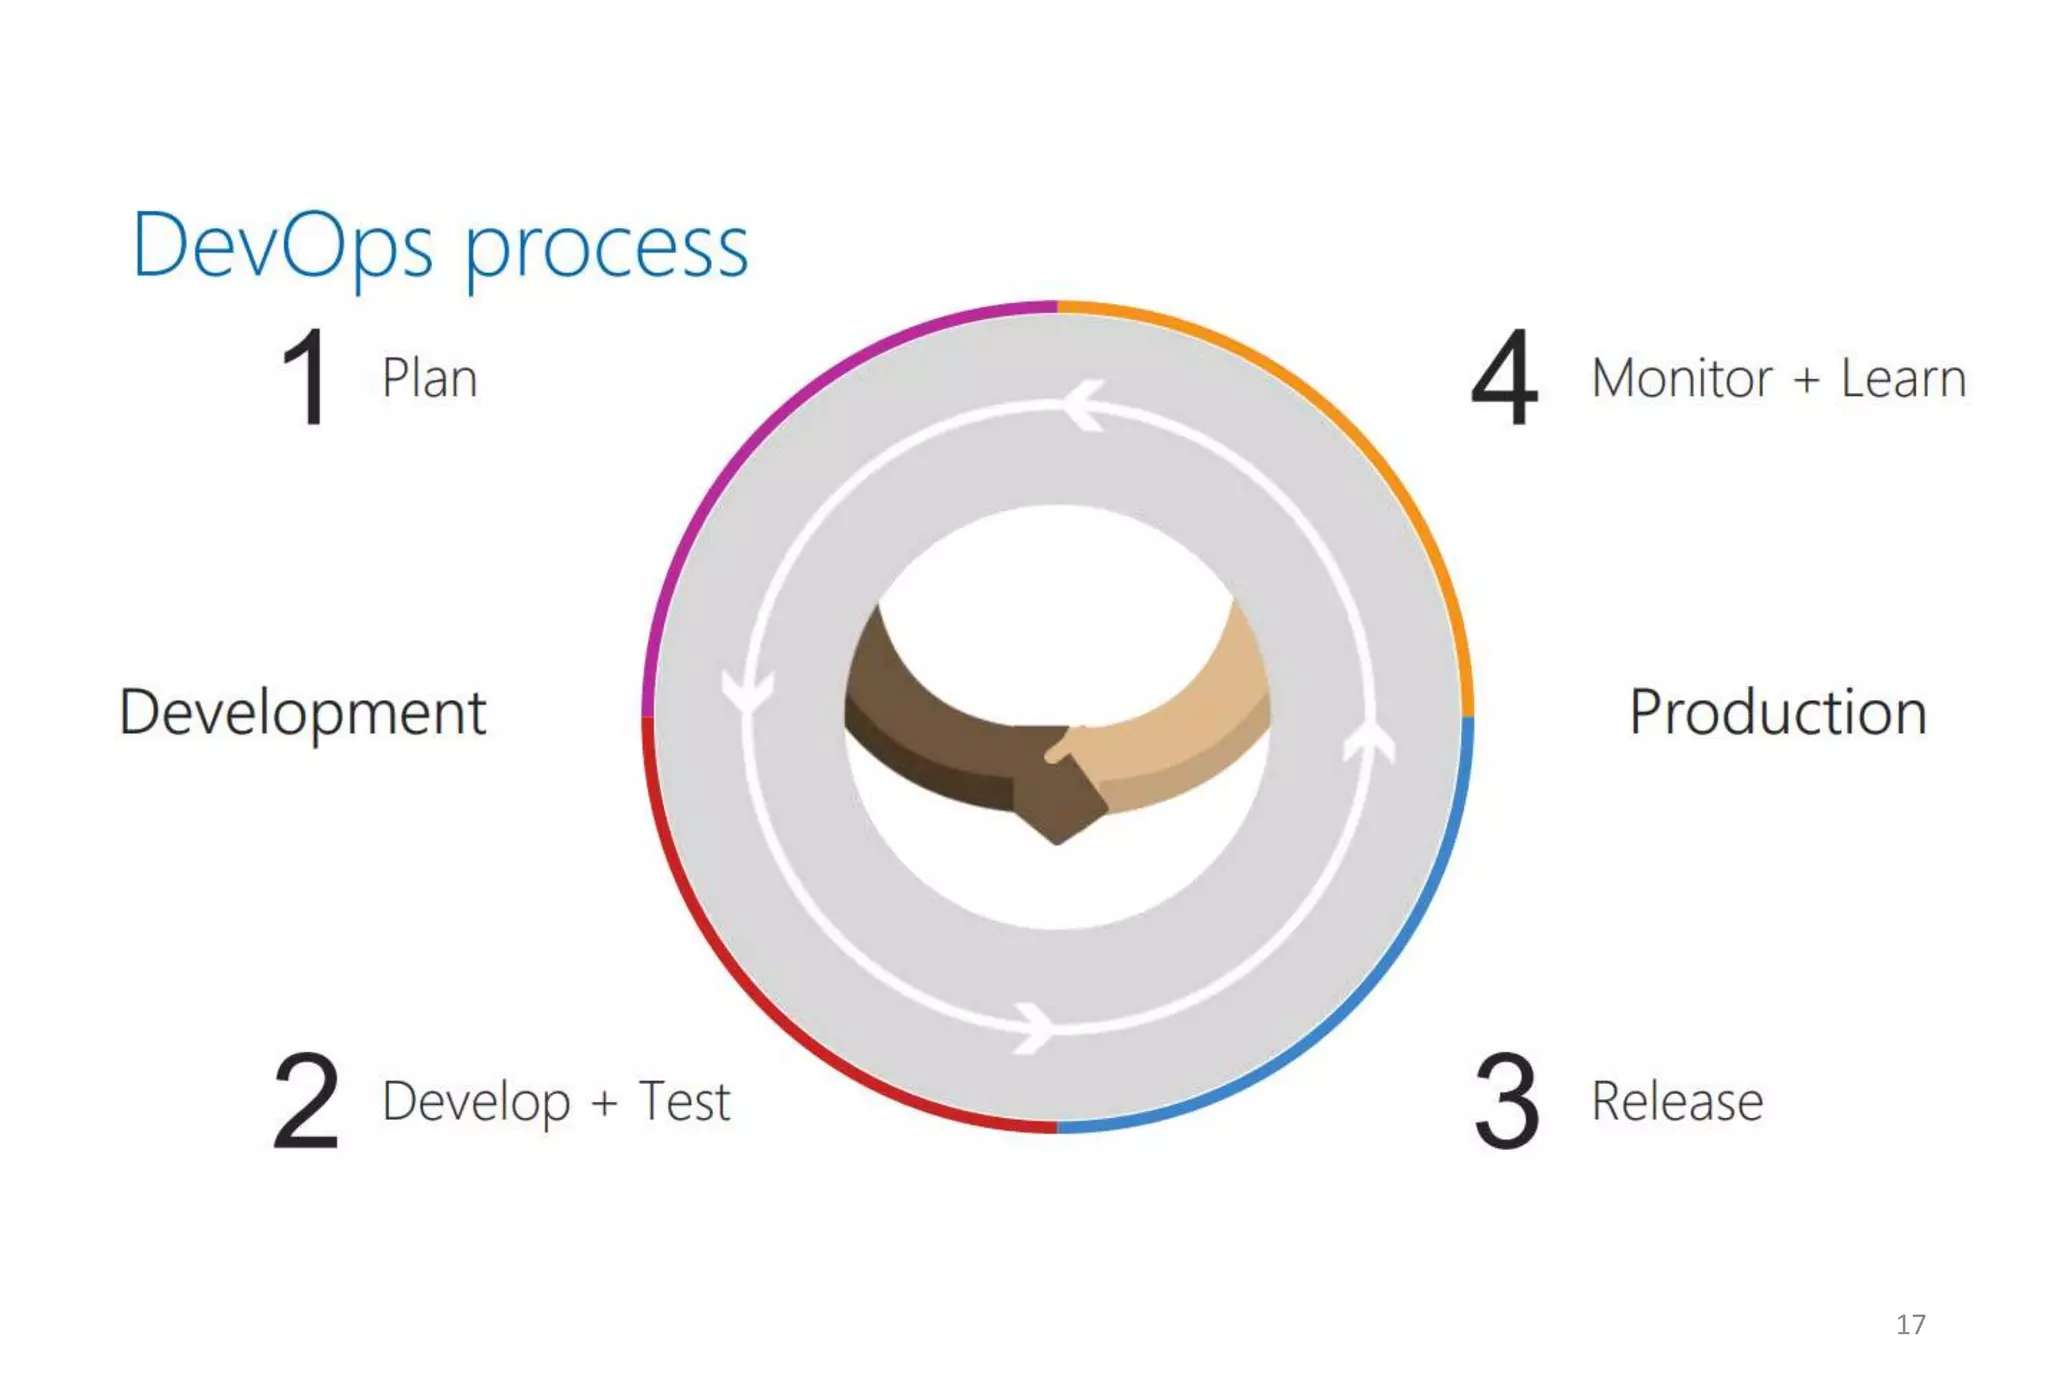 DevOps process
1 Plan
4 Monitor + Learn
Development
Production
2 Develop + Test
3 Release
17